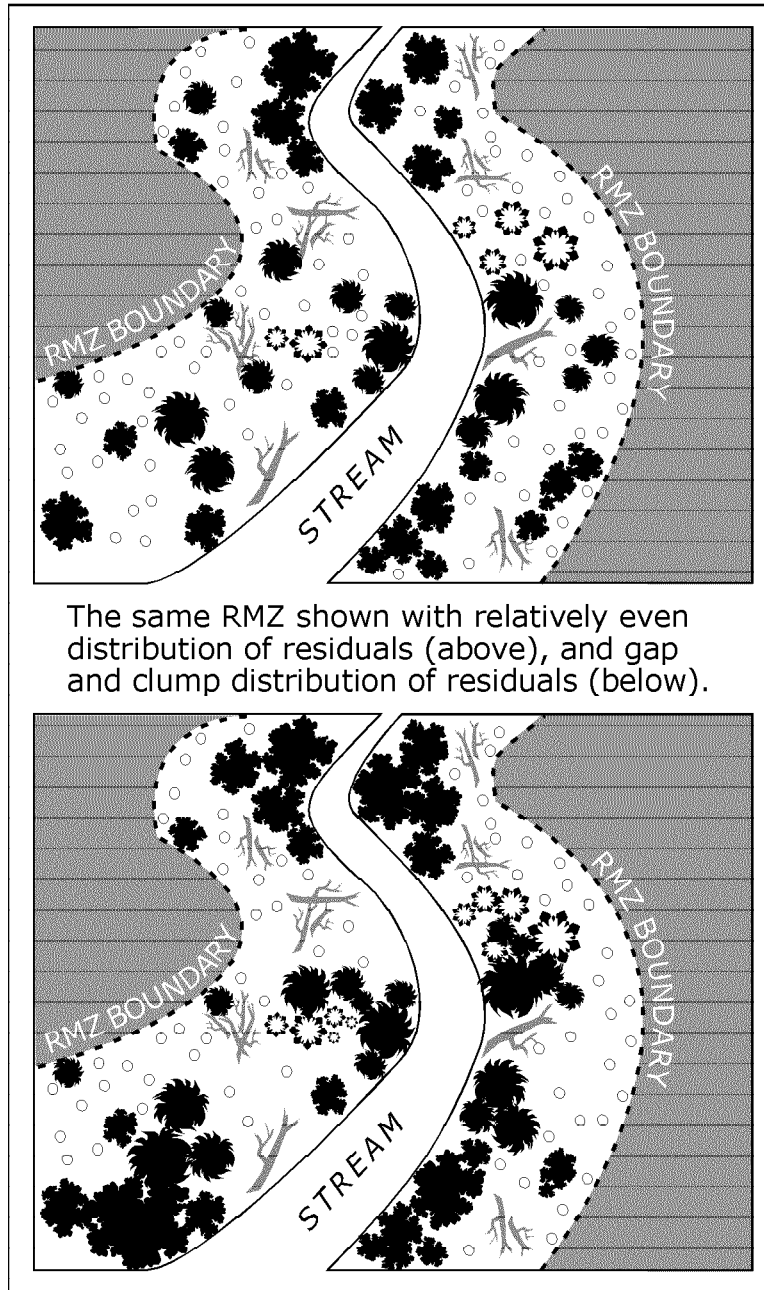 RMZ BOUNDARY
RMZ BOUNDARY
STREAM
The same RMZ shown with relatively even
distribution of residuals (above), and gap
and clump distribution of residuals (below).
RMZ BOUNDARY
RMZ BOUNDARY
STREAM